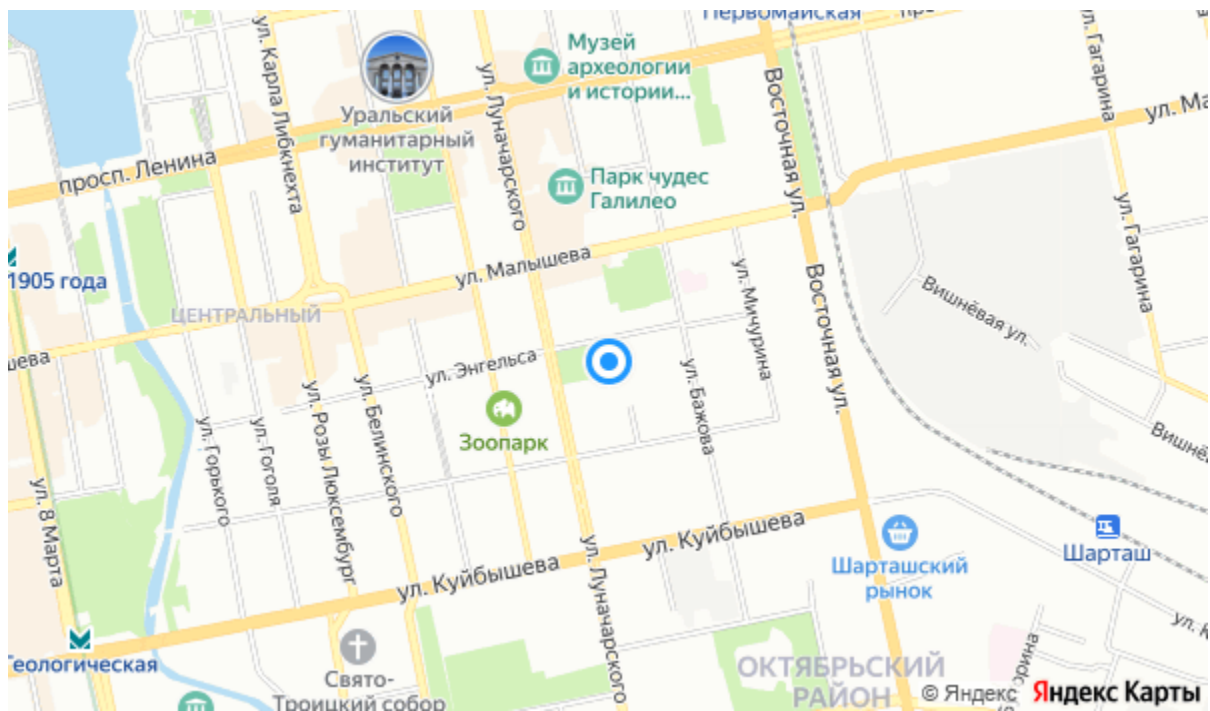 Первомайская
ул. Карла Либкнехта
Музей
археологии
и истории...
ул. Гагарина
Уральский
гуманитарный
институт
ул. Луначарского
Восточная ул.
ул. Ма
просп. Ленина
Парк чудес
Галилео
ул. Гагарина
1905 года
ул. Малышева
ЦЕНТРАЛЬНЫЙ
ул. Мичурина
Восточная ул.
Вишнёвая ул.
шева
ул. Энгельса
ул. Бажова
Зоопарк
ул. Горького
ул. Гоголя
ул. Розы Люксембург
ул. Белинского
Вишнё
ул. 8 Марта
ул. Куйбышева
ул. Куйбышева
Шарташский
рынок
Шарташ
ул. Луначарского
ул. К
Геологическая
Свято-
Троицкий собор
ОКТЯБРЬСКИЙ
РАЙОН
© Яндекс Яндекс Карты